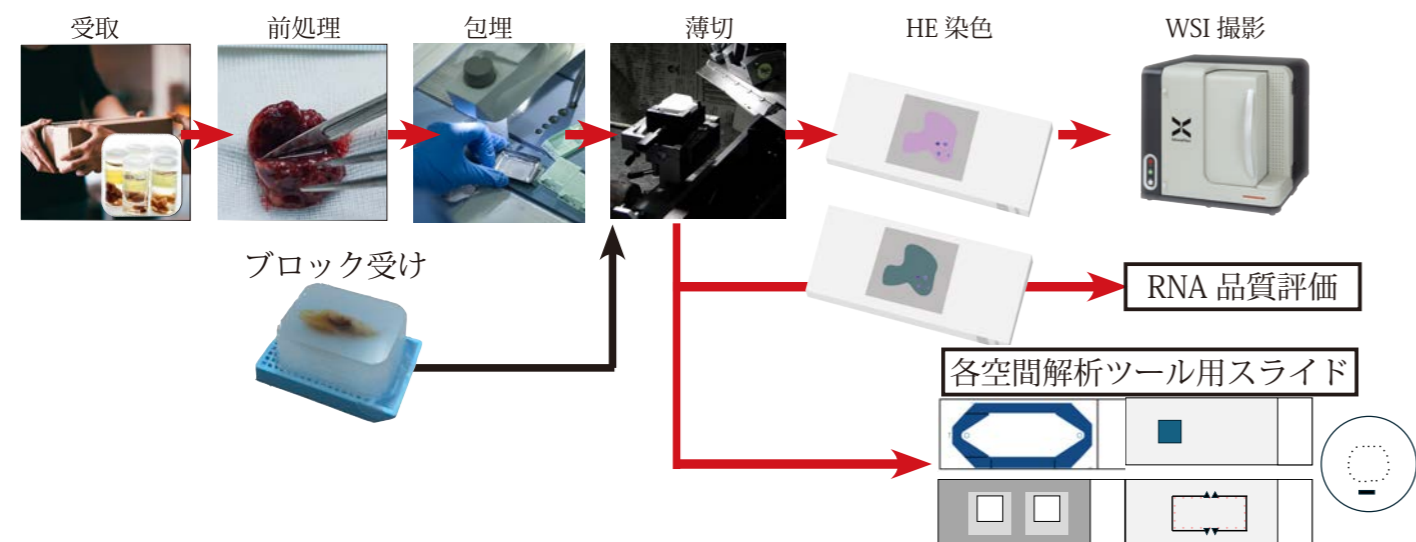 受取
前処理
包埋
薄切
HE 染色
WSI 撮影
ブロック受け
RNA 品質評価
各空間解析ツール用スライド